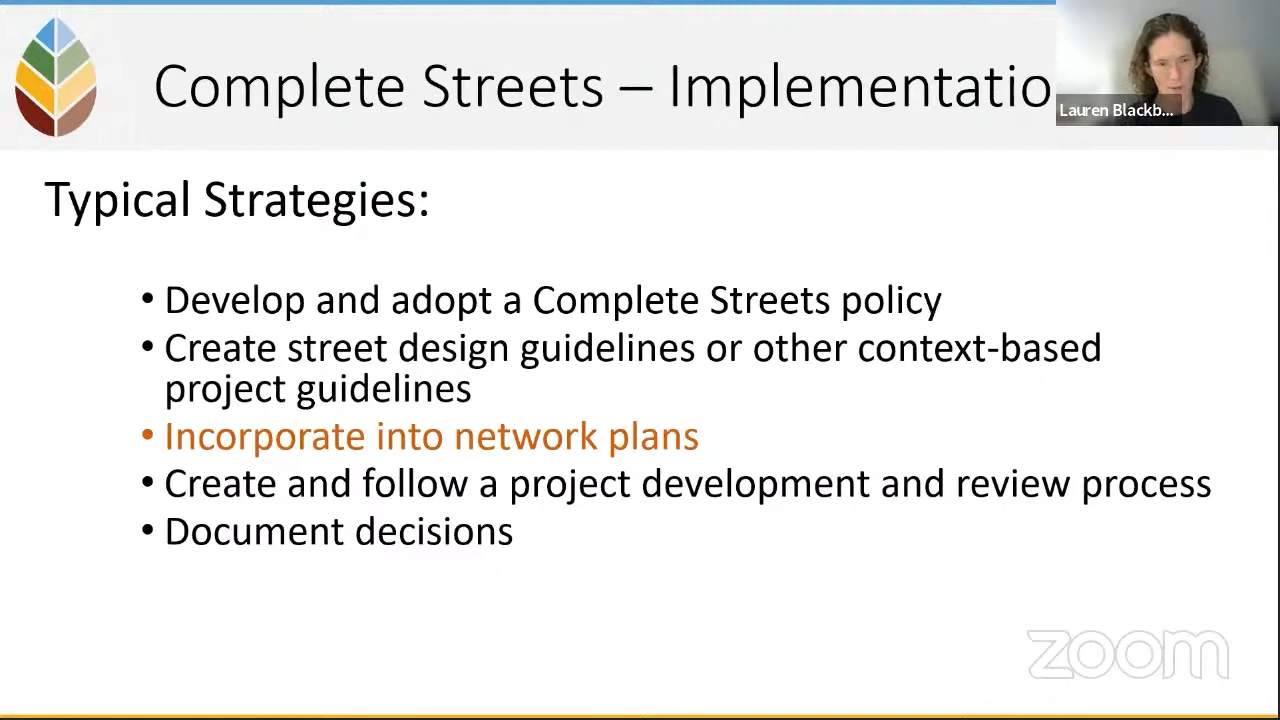 Complete Streets – Implementatio
Lauren Blackb...
Typical Strategies:
• Develop and adopt a Complete Streets policy
• Create street design guidelines or other context-based
project guidelines
• Incorporate into network plans
• Create and follow a project development and review process
• Document decisions
zoom